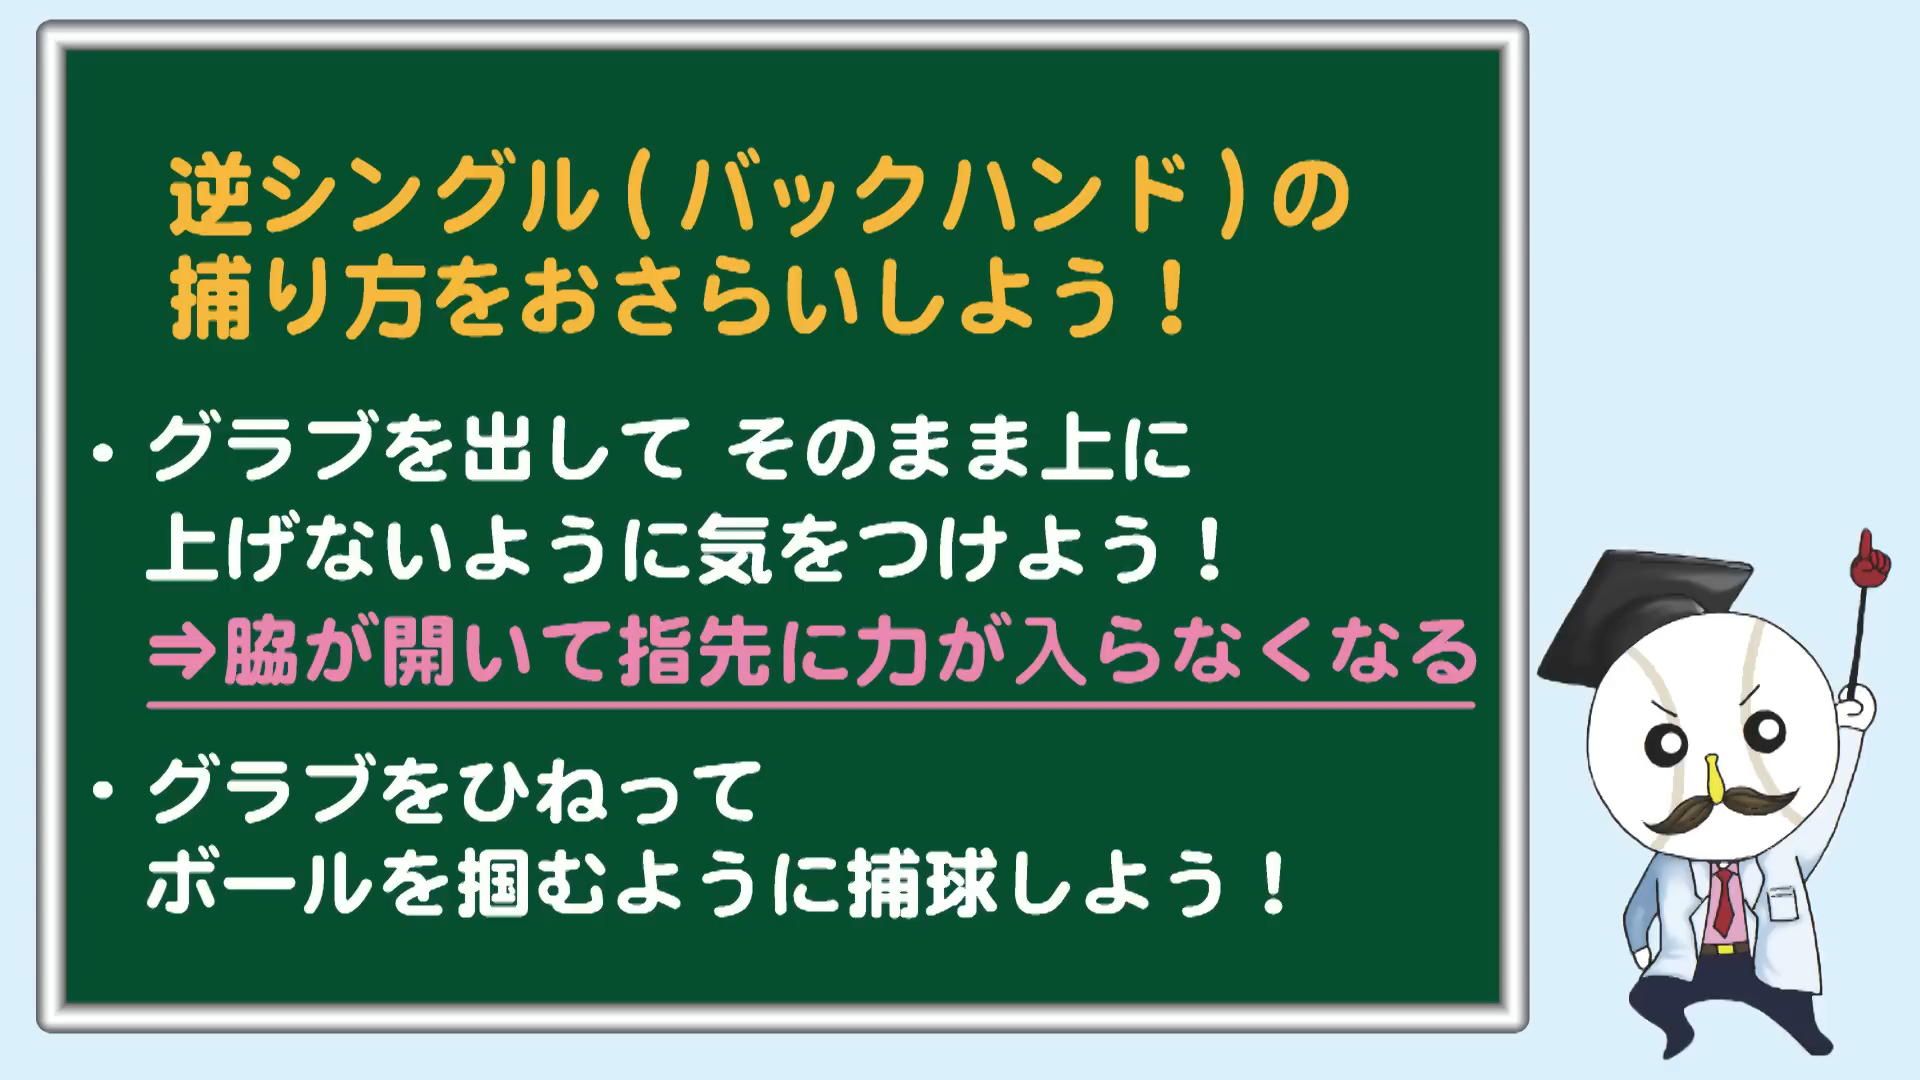 逆シングル(バックハンド)の
捕り方をおさらいしよう！
・グラブを出して そのまま上に
上げないように気をつけよう！
⇒脇が開いて指先に力が入らなくなる
・グラブをひねって
ボールを掴むように捕球しよう！